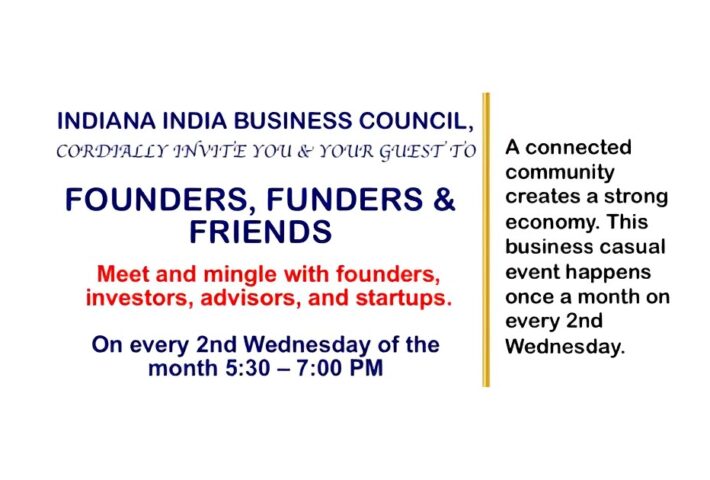 INDIANA INDIA BUSINESS COUNCIL,
CORDIALLY INVITE YOU & YOUR GUEST TO
FOUNDERS, FUNDERS &
FRIENDS
Meet and mingle with founders,
investors, advisors, and startups.
On every 2nd Wednesday of the
month 5:30 – 7:00 PM
A connected
community
creates a strong
economy. This
business casual
event happens
once a month on
every 2nd
Wednesday.